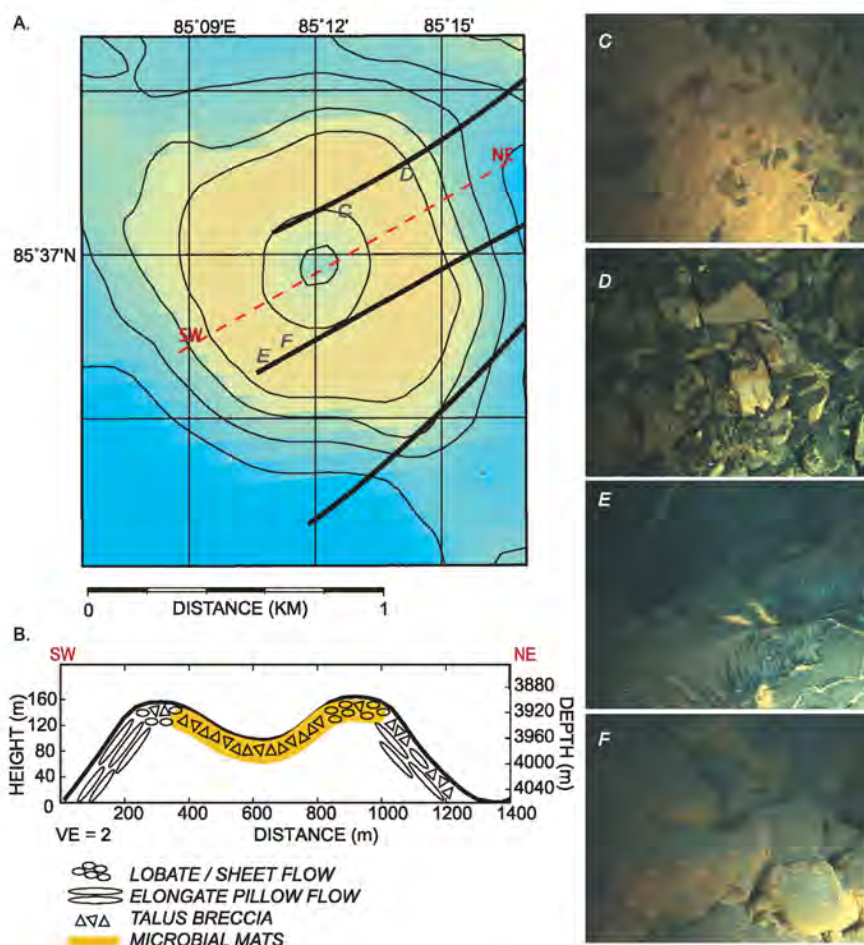 A.
85°09'E 85°12' 85°15'
NE
D
C
85°37'N
SW
F
E
0 1
DISTANCE (KM)
B.
SW NE
HEIGHT (m)
160
120
80
40
0
3880
3920
3960
4000
4040
DEPTH (m)
200 400 600 800 1000 1200 1400
VE = 2 DISTANCE (m)
LOBATE / SHEET FLOW
ELONGATE PILLOW FLOW
TALUS BRECCIA
MICROBIAL MATS
C
D
E
F